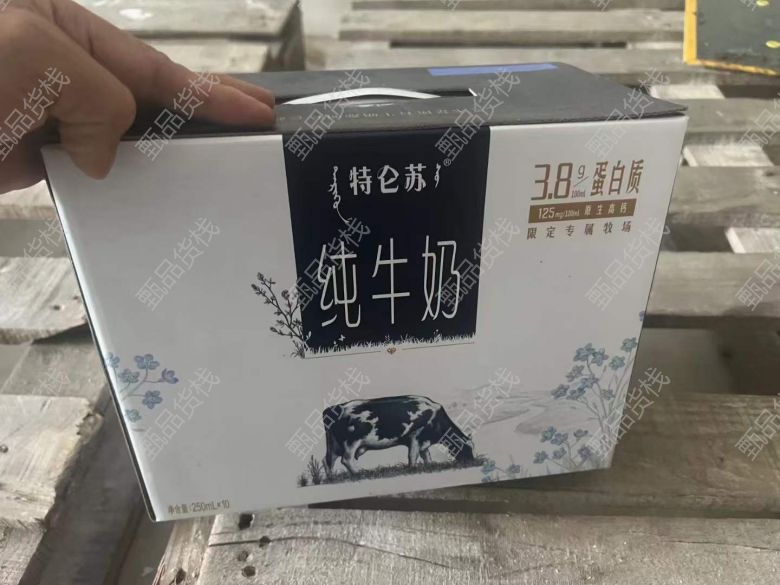 特仑苏®
纯牛奶
3.8g/100mL 蛋白质
125mg/100mL 原生高钙
限定专属牧场
净含量:250mL×10
甄品货栈